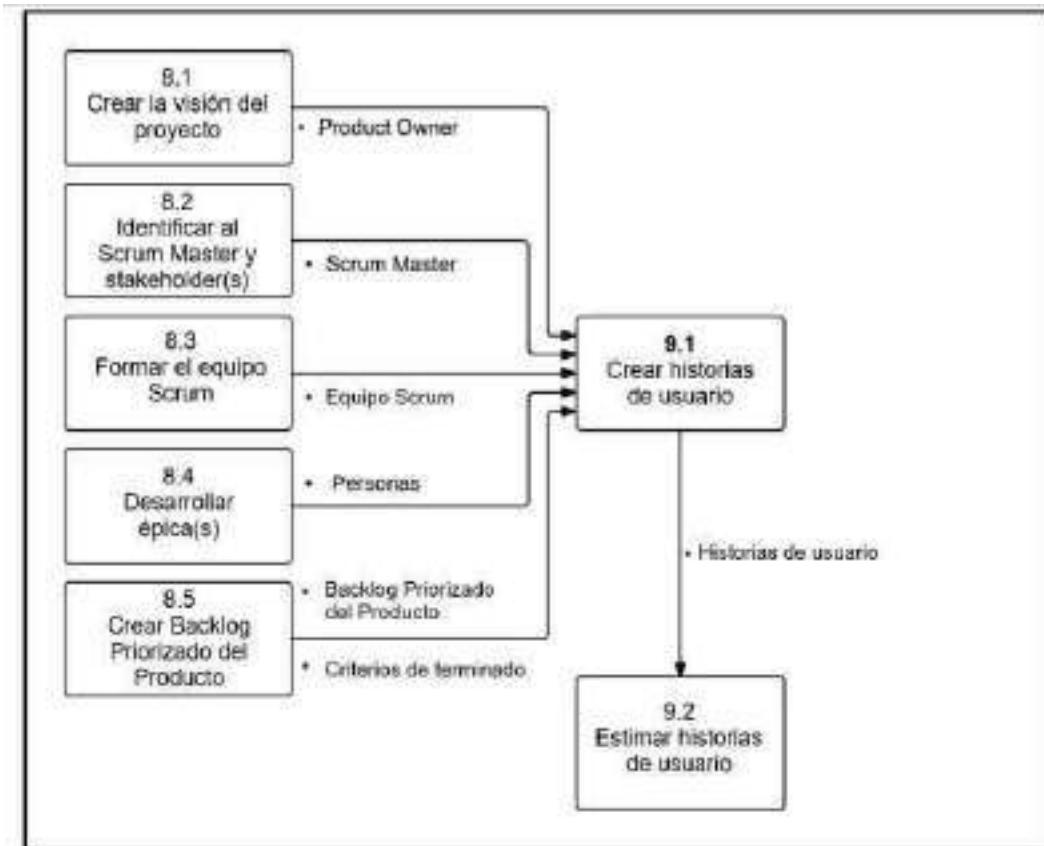 8.1
Crear la visión del
proyecto
• Product Owner
8.2
Identificar al
Scrum Master y
stakeholder(s)
• Scrum Master
8.3
Formar el equipo
Scrum
• Equipo Scrum
9.1
Crear historias
de usuario
8.4
Desarrollar
épica(s)
• Personas
• Historias de usuario
8.5
Crear Backlog
Priorizado del
Producto
• Backlog Priorizado
del Producto
• Criterios de terminado
9.2
Estimar historias
de usuario